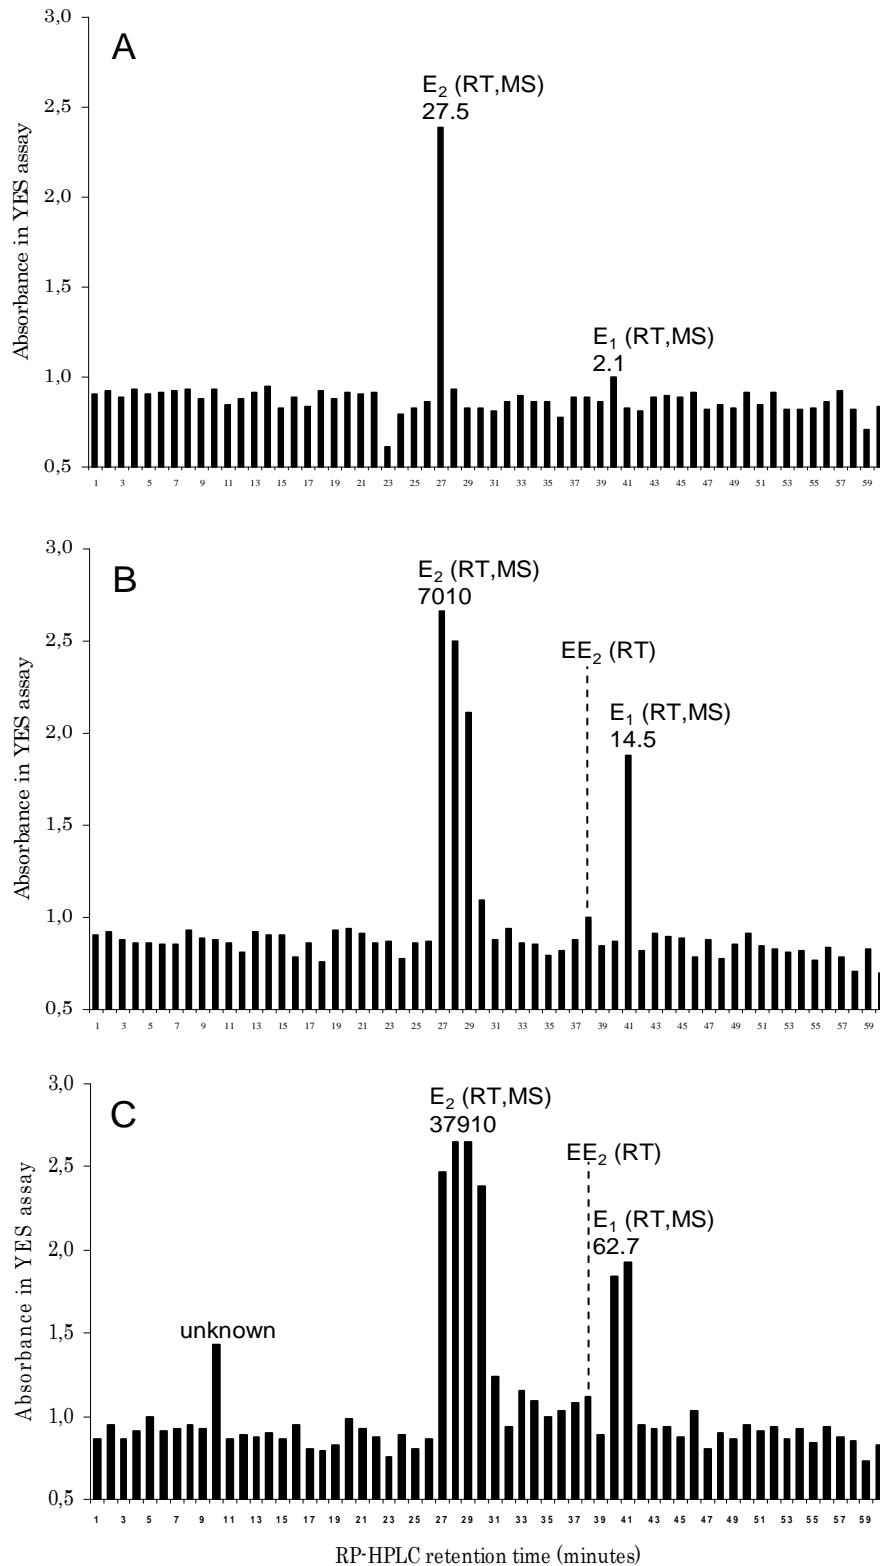 3,0
A
E₂ (RT,MS)
27.5
2,5
2,0
1,5
E₁ (RT,MS)
2.1
1,0
0,5
Absorbance in YES assay
1 3 5 7 9 11 13 15 17 19 21 23 25 27 29 31 33 35 37 39 41 43 45 47 49 51 53 55 57 59
3,0
B
E₂ (RT,MS)
7010
2,5
EE₂ (RT)
2,0
E₁ (RT,MS)
14.5
1,5
1,0
0,5
Absorbance in YES assay
1 3 5 7 9 11 13 15 17 19 21 23 25 27 29 31 33 35 37 39 41 43 45 47 49 51 53 55 57 59
3,0
C
E₂ (RT,MS)
37910
2,5
EE₂ (RT)
2,0
E₁ (RT,MS)
62.7
1,5
unknown
1,0
0,5
Absorbance in YES assay
1 3 5 7 9 11 13 15 17 19 21 23 25 27 29 31 33 35 37 39 41 43 45 47 49 51 53 55 57 59
RP-HPLC retention time (minutes)